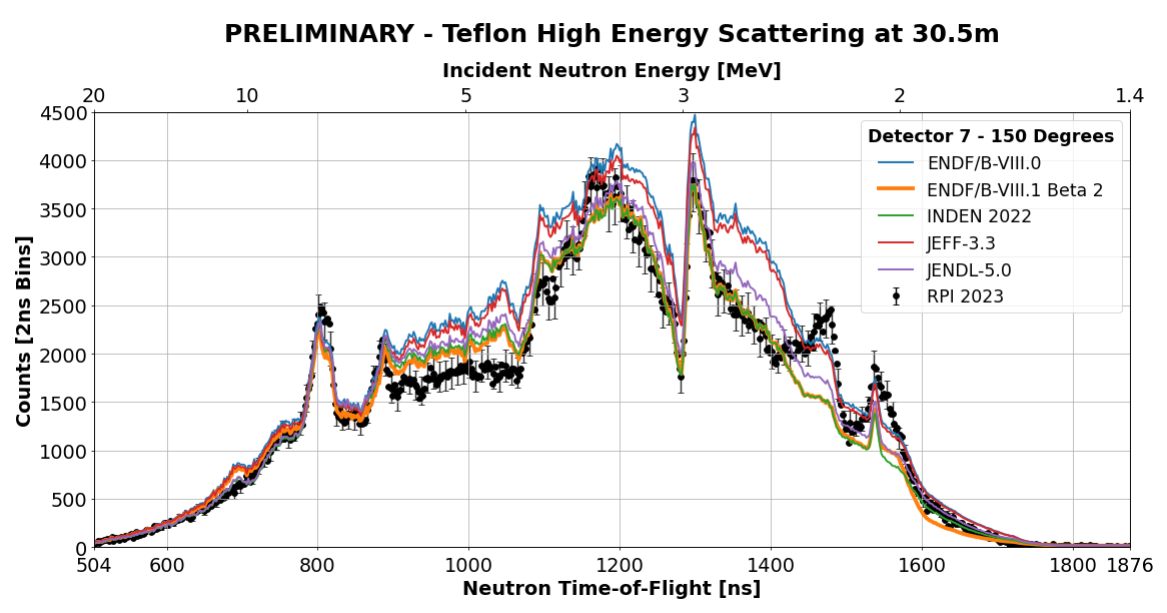 PRELIMINARY - Teflon High Energy Scattering at 30.5m
Incident Neutron Energy [MeV]
20 10 5 3 2 1.4
4500
4000
3500
3000
2500
2000
1500
1000
500
0
Counts [2ns Bins]
Detector 7 - 150 Degrees
ENDF/B-VIII.0
ENDF/B-VIII.1 Beta 2
INDEN 2022
JEFF-3.3
JENDL-5.0
RPI 2023
504 600 800 1000 1200 1400 1600 1800 1876
Neutron Time-of-Flight [ns]